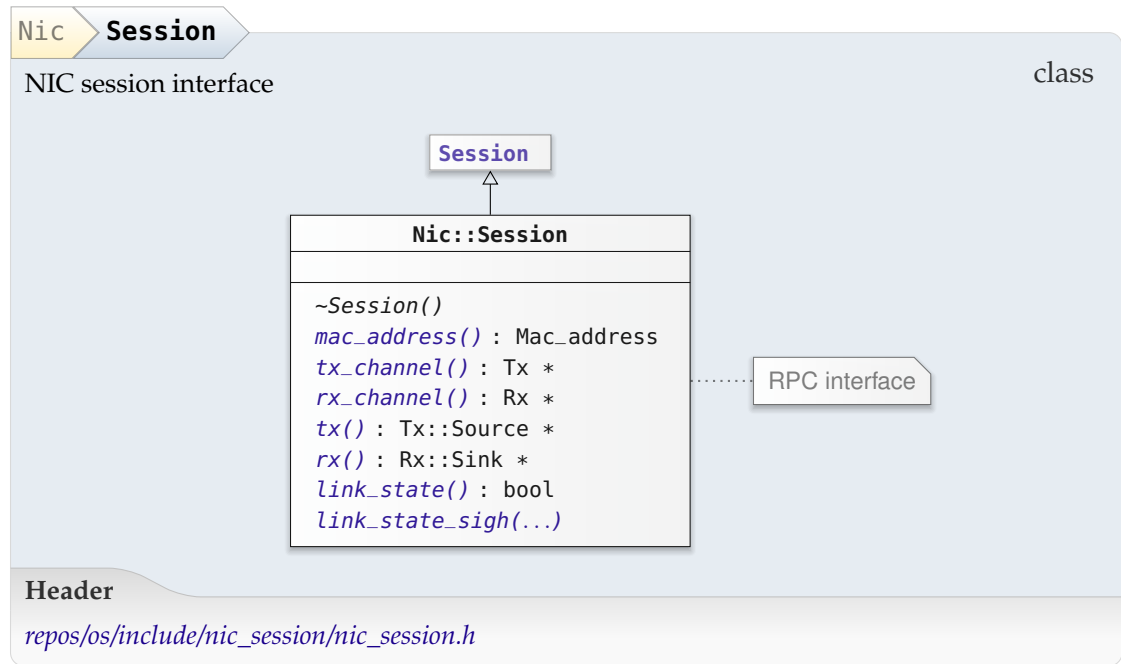 Nic Session
NIC session interface
class
Session
Nic::Session
~Session()
mac_address() : Mac_address
tx_channel() : Tx *
rx_channel() : Rx *
tx() : Tx::Source *
rx() : Rx::Sink *
link_state() : bool
link_state_sigh(...)
RPC interface
Header
repos/os/include/nic_session/nic_session.h